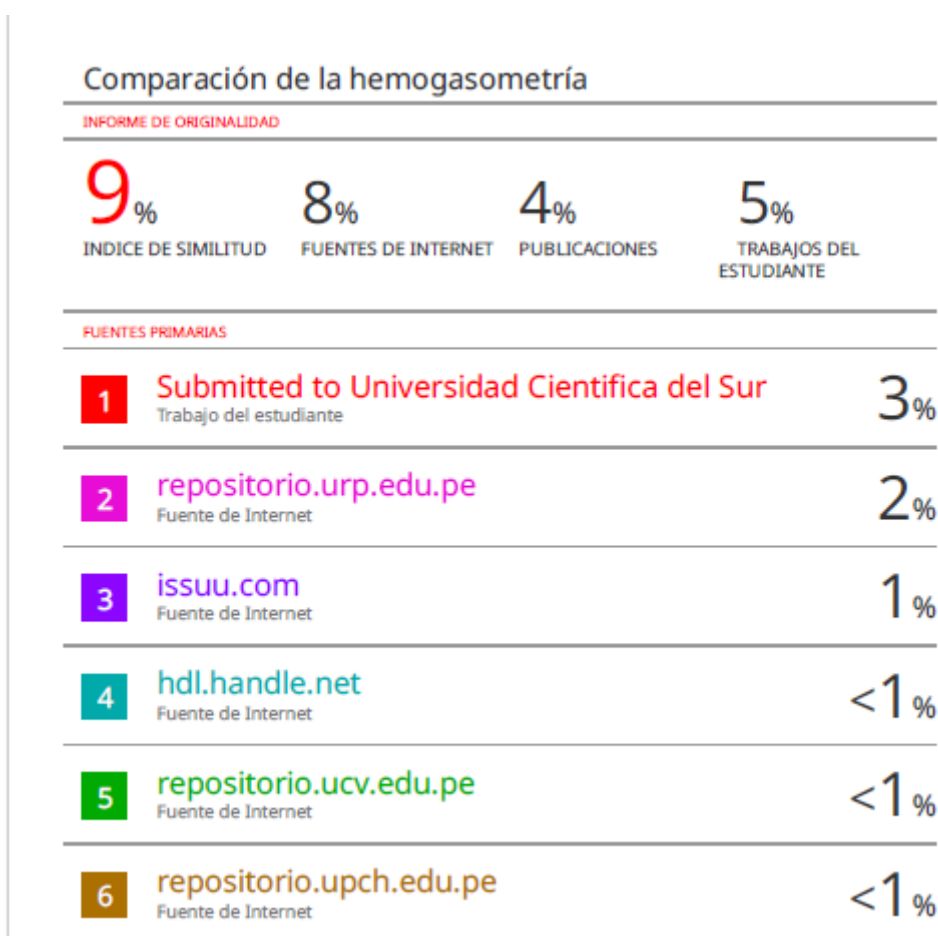 Comparación de la hemogasometría
INFORME DE ORIGINALIDAD
9%
8%
4%
5%
INDICE DE SIMILITUD
FUENTES DE INTERNET
PUBLICACIONES
TRABAJOS DEL
ESTUDIANTE
FUENTES PRIMARIAS
1
Submitted to Universidad Cientifica del Sur
Trabajo del estudiante
3%
2
repositorio.urp.edu.pe
Fuente de Internet
2%
3
issuu.com
Fuente de Internet
1%
4
hdl.handle.net
Fuente de Internet
<1%
5
repositorio.ucv.edu.pe
Fuente de Internet
<1%
6
repositorio.upch.edu.pe
Fuente de Internet
<1%